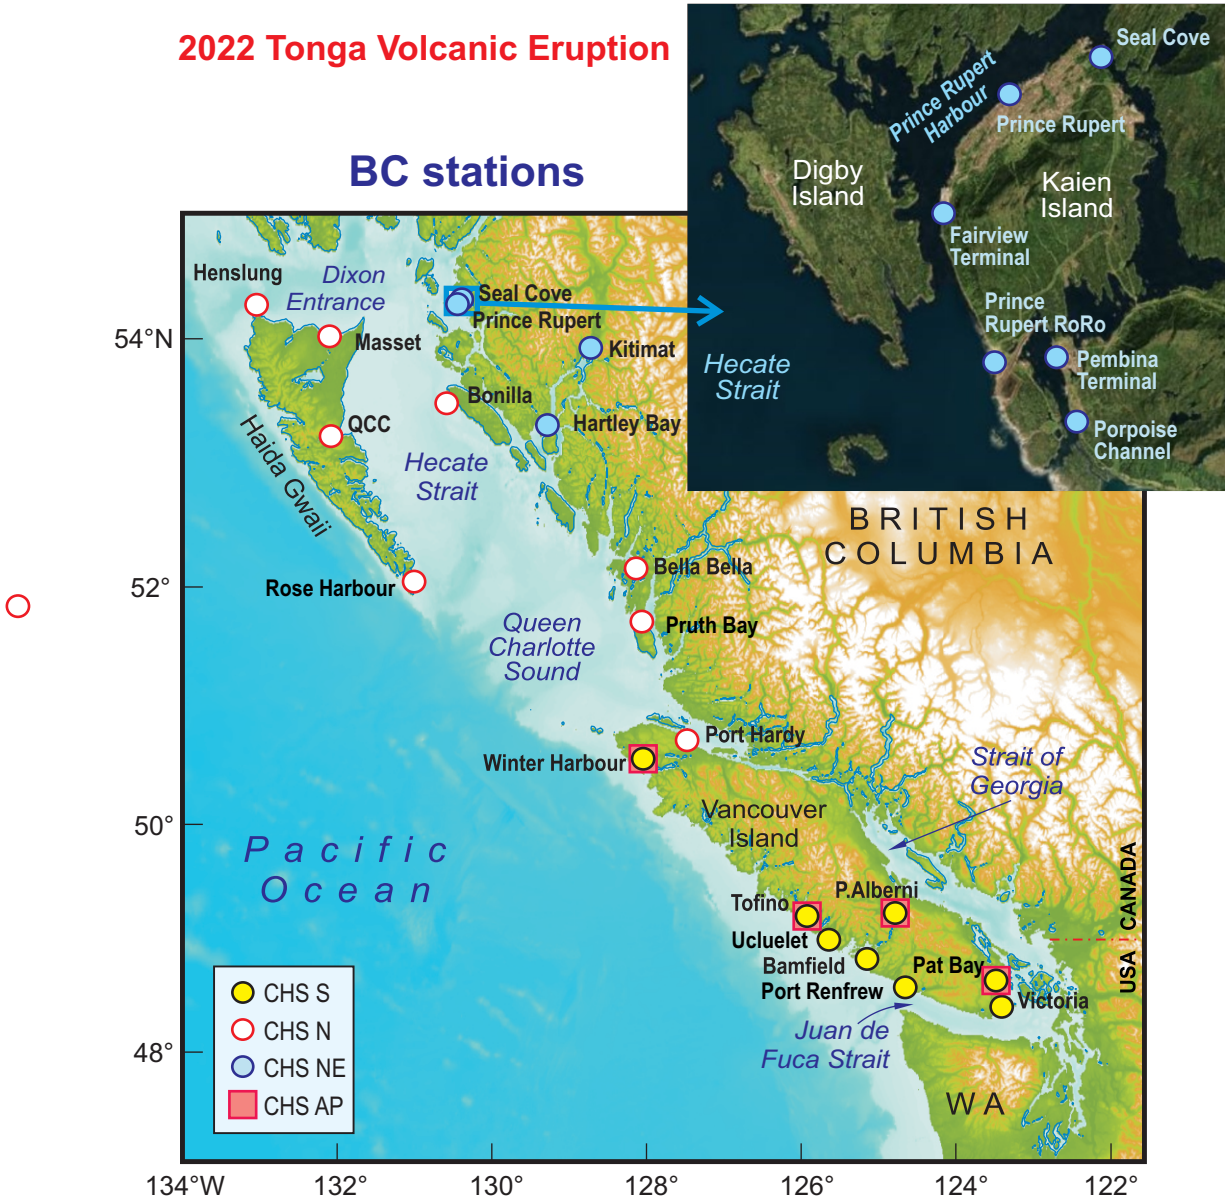 2022 Tonga Volcanic Eruption
BC stations
Seal Cove
Prince Rupert
Harbour
Prince Rupert
Digby
Island
Kaien
Island
Fairview
Terminal
Prince
Rupert RoRo
Hecate
Strait
Pembina
Terminal
Porpoise
Channel
Henslung
Dixon
Entrance
Seal Cove
Prince Rupert
54°N
Masset
Kitimat
Bonilla
QCC
Hartley Bay
Haida Gwaii
Hecate
Strait
BRITISH
COLUMBIA
Bella Bella
52°
Rose Harbour
Queen
Charlotte
Sound
Pruth Bay
Port Hardy
Winter Harbour
Strait of
Georgia
Vancouver
Island
50°
Pacific
Ocean
P.Alberni
Tofino
CANADA
USA
Ucluelet
Bamfield
Pat Bay
Port Renfrew
Victoria
Juan de
Fuca Strait
CHS S
CHS N
CHS NE
CHS AP
48°
WA
134°W
132°
130°
128°
126°
124°
122°